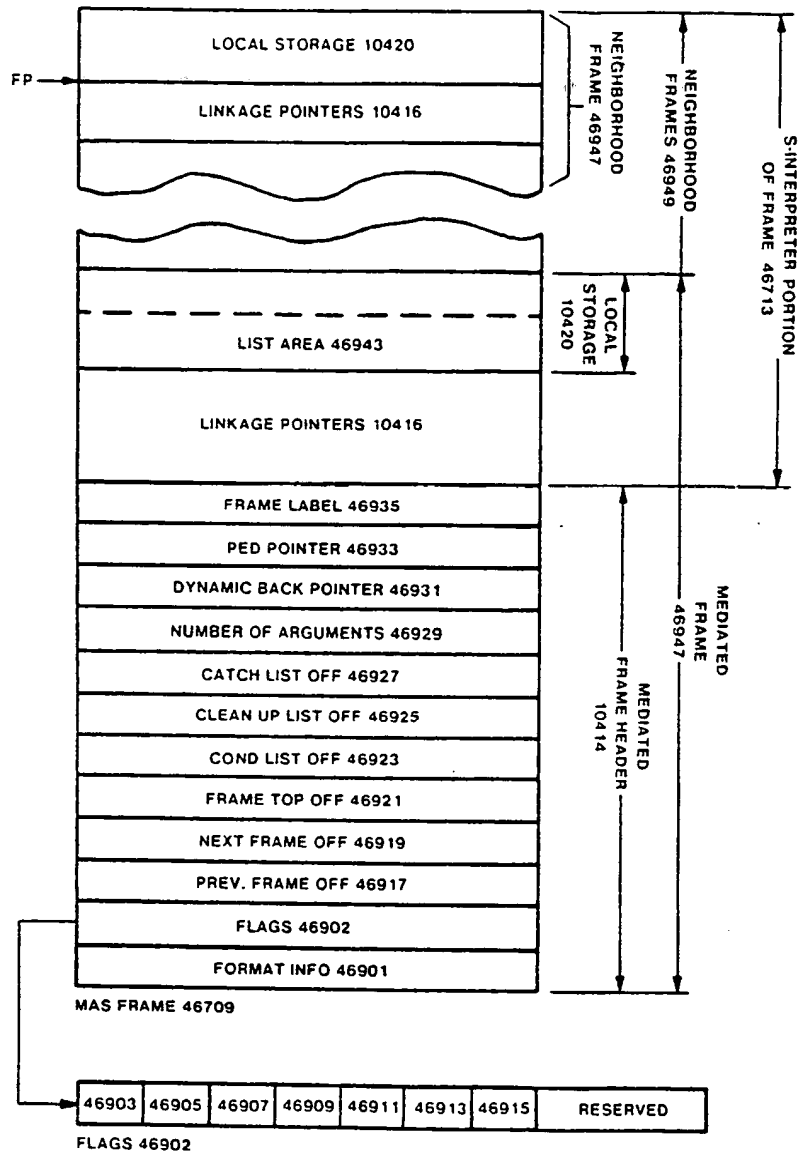 LOCAL STORAGE 10420
FP
LINKAGE POINTERS 10416
NEIGHBORHOOD
FRAME 46947
NEIGHBORHOOD
FRAMES 46949
S-INTERPRETER PORTION
OF FRAME 46713
LOCAL
STORAGE
10420
LIST AREA 46943
LINKAGE POINTERS 10416
FRAME LABEL 46935
PED POINTER 46933
DYNAMIC BACK POINTER 46931
NUMBER OF ARGUMENTS 46929
CATCH LIST OFF 46927
CLEAN UP LIST OFF 46925
COND LIST OFF 46923
FRAME TOP OFF 46921
NEXT FRAME OFF 46919
PREV. FRAME OFF 46917
FLAGS 46902
FORMAT INFO 46901
MEDIATED
FRAME HEADER
10414
MEDIATED
FRAME
46947
MAS FRAME 46709
46903 46905 46907 46909 46911 46913 46915 RESERVED
FLAGS 46902